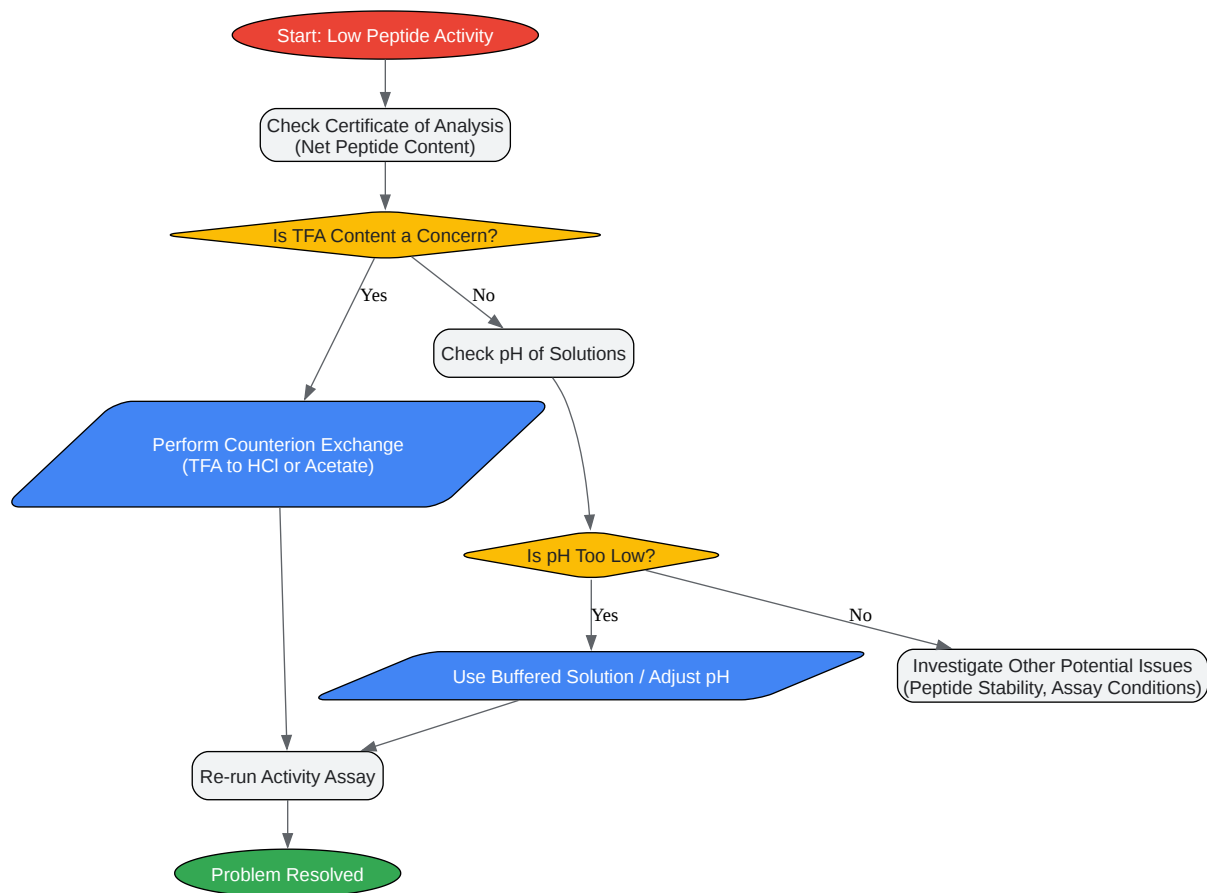 Start: Low Peptide Activity
Check Certificate of Analysis
(Net Peptide Content)
Is TFA Content a Concern?
Yes
No
Check pH of Solutions
Perform Counterion Exchange
(TFA to HCl or Acetate)
Is pH Too Low?
Yes
No
Use Buffered Solution / Adjust pH
Investigate Other Potential Issues
(Peptide Stability, Assay Conditions)
Re-run Activity Assay
Problem Resolved